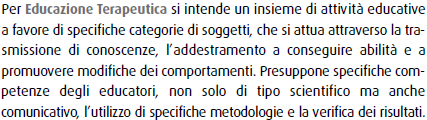 Per Educazione Terapeutica si intende un insieme di attività educative
a favore di specifiche categorie di soggetti, che si attua attraverso la tra-
smissione di conoscenze, l'addestramento a conseguire abilità e a
promuovere modifiche dei comportamenti. Presuppone specifiche com-
petenze degli educatori, non solo di tipo scientifico ma anche
comunicativo, l'utilizzo di specifiche metodologie e la verifica dei risultati.